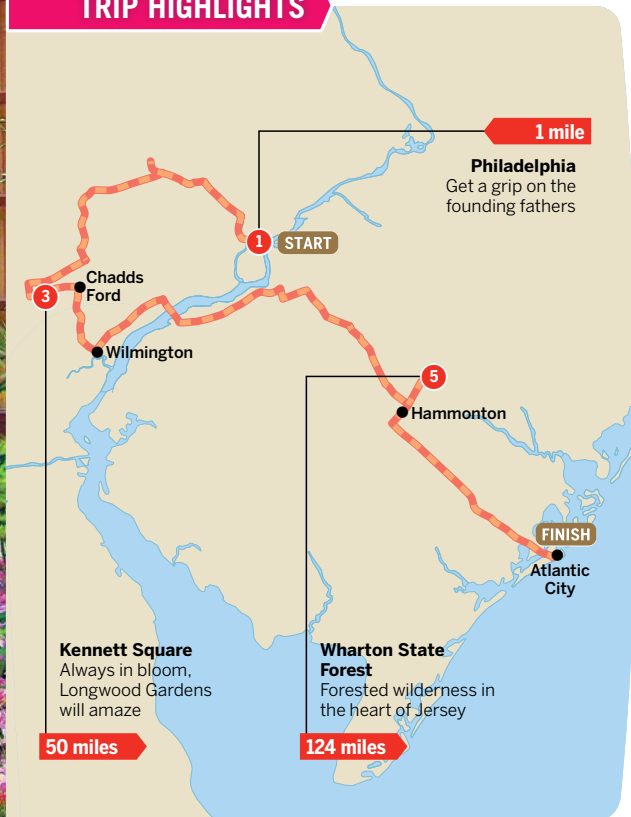 TRIP HIGHLIGHTS
1 mile
Philadelphia
Get a grip on the
founding fathers
1
START
Chadds
Ford
3
Wilmington
5
Hammonton
FINISH
Atlantic
City
Kennett Square
Always in bloom,
Longwood Gardens
will amaze
50 miles
Wharton State
Forest
Forested wilderness in
the heart of Jersey
124 miles